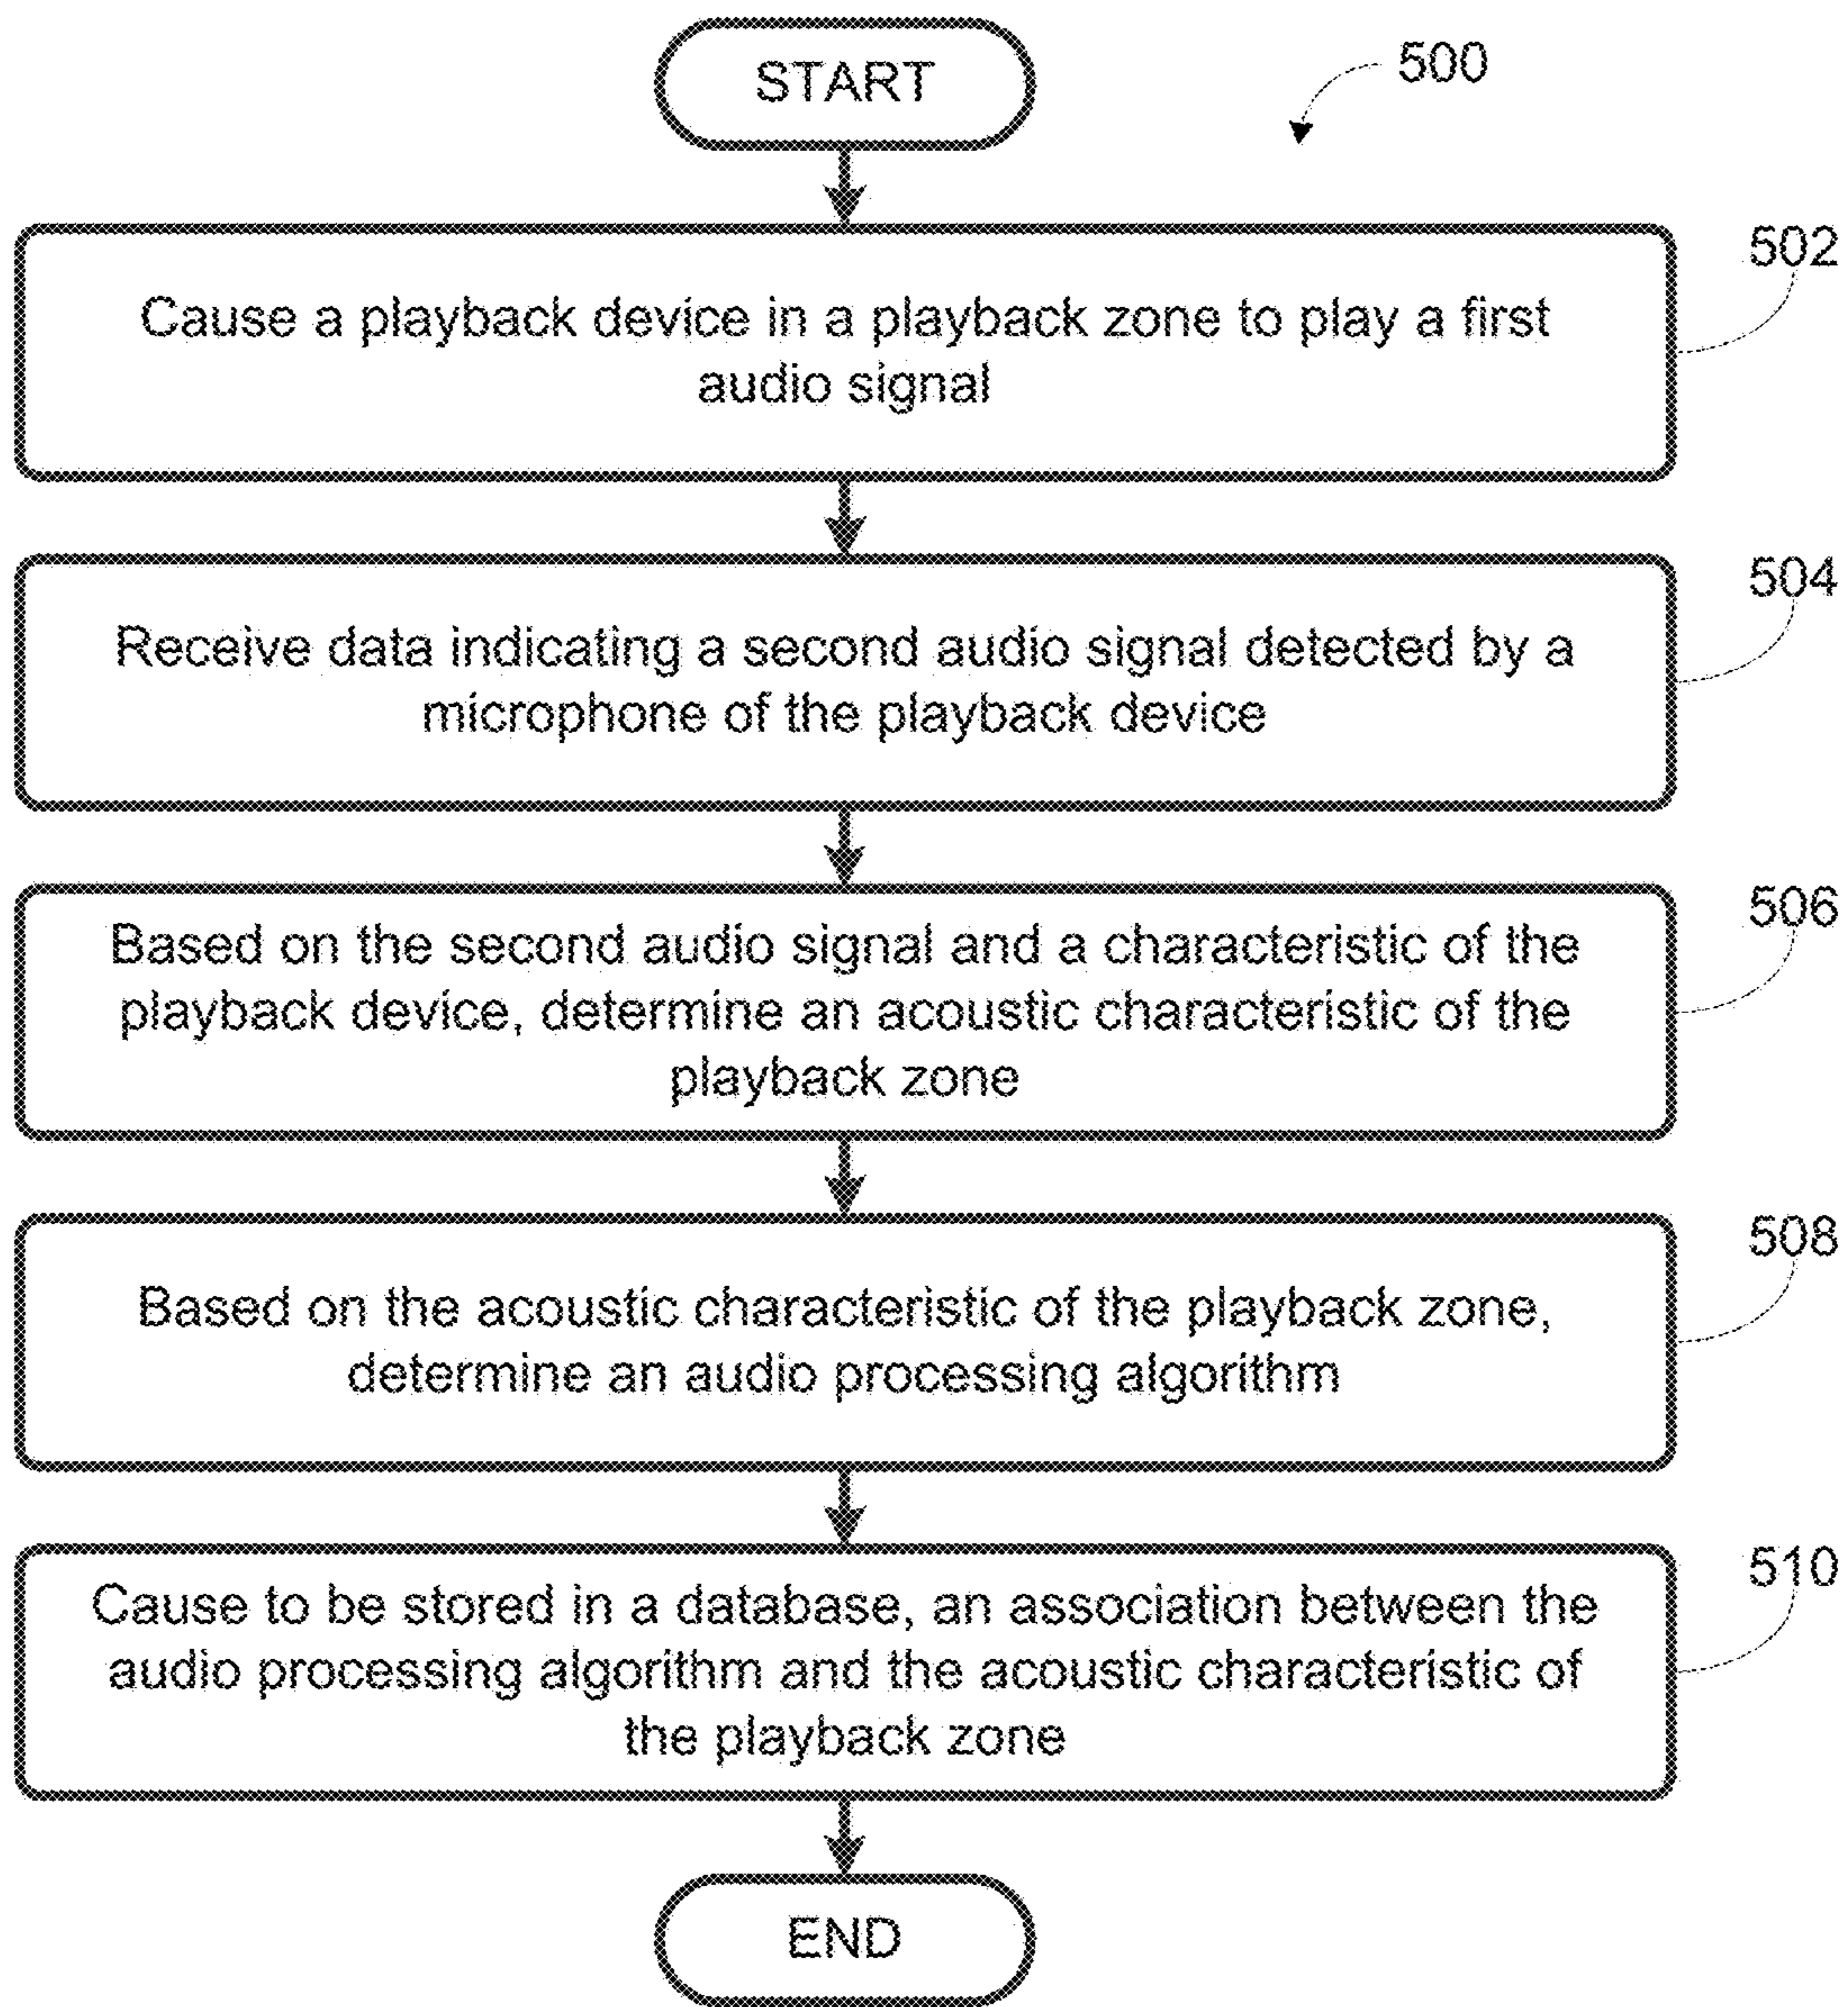 START
500
502
Cause a playback device in a playback zone to play a first
audio signal
504
Receive data indicating a second audio signal detected by a
microphone of the playback device
506
Based on the second audio signal and a characteristic of the
playback device, determine an acoustic characteristic of the
playback zone
508
Based on the acoustic characteristic of the playback zone,
determine an audio processing algorithm
510
Cause to be stored in a database, an association between the
audio processing algorithm and the acoustic characteristic of
the playback zone
END